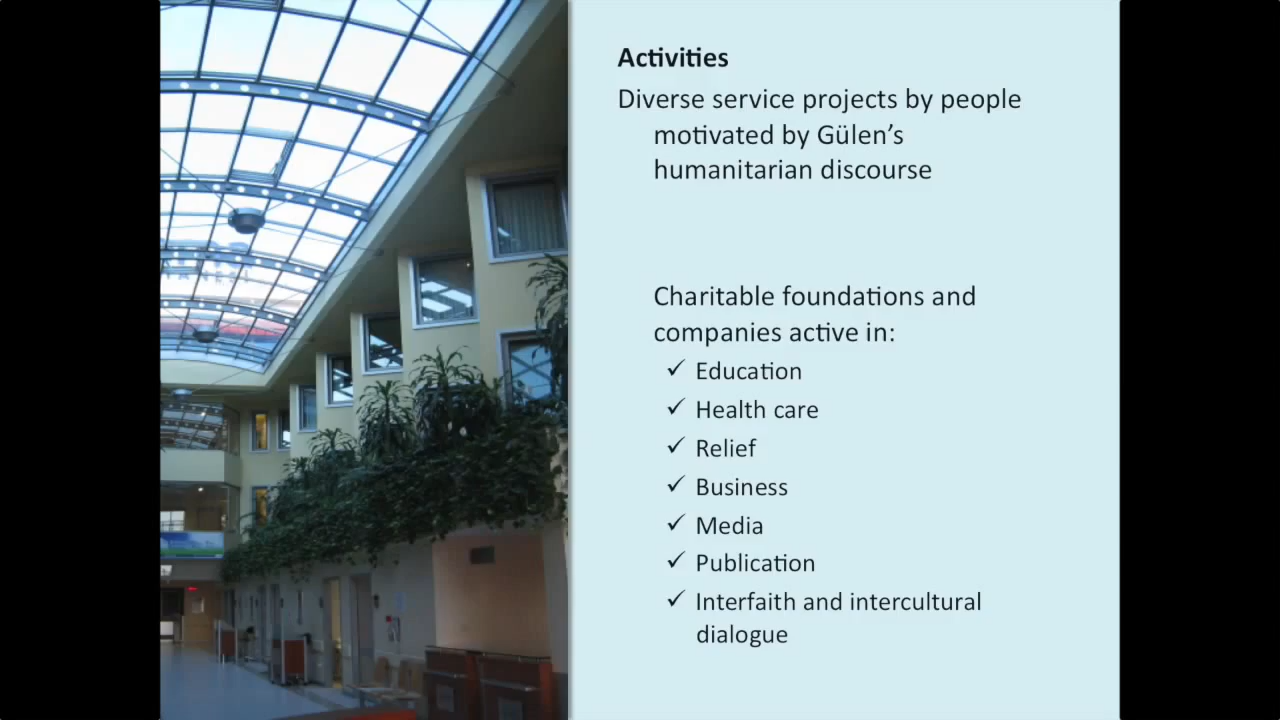 Activities
Diverse service projects by people
motivated by Gülen’s
humanitarian discourse
Charitable foundations and
companies active in:
✓ Education
✓ Health care
✓ Relief
✓ Business
✓ Media
✓ Publication
✓ Interfaith and intercultural
dialogue